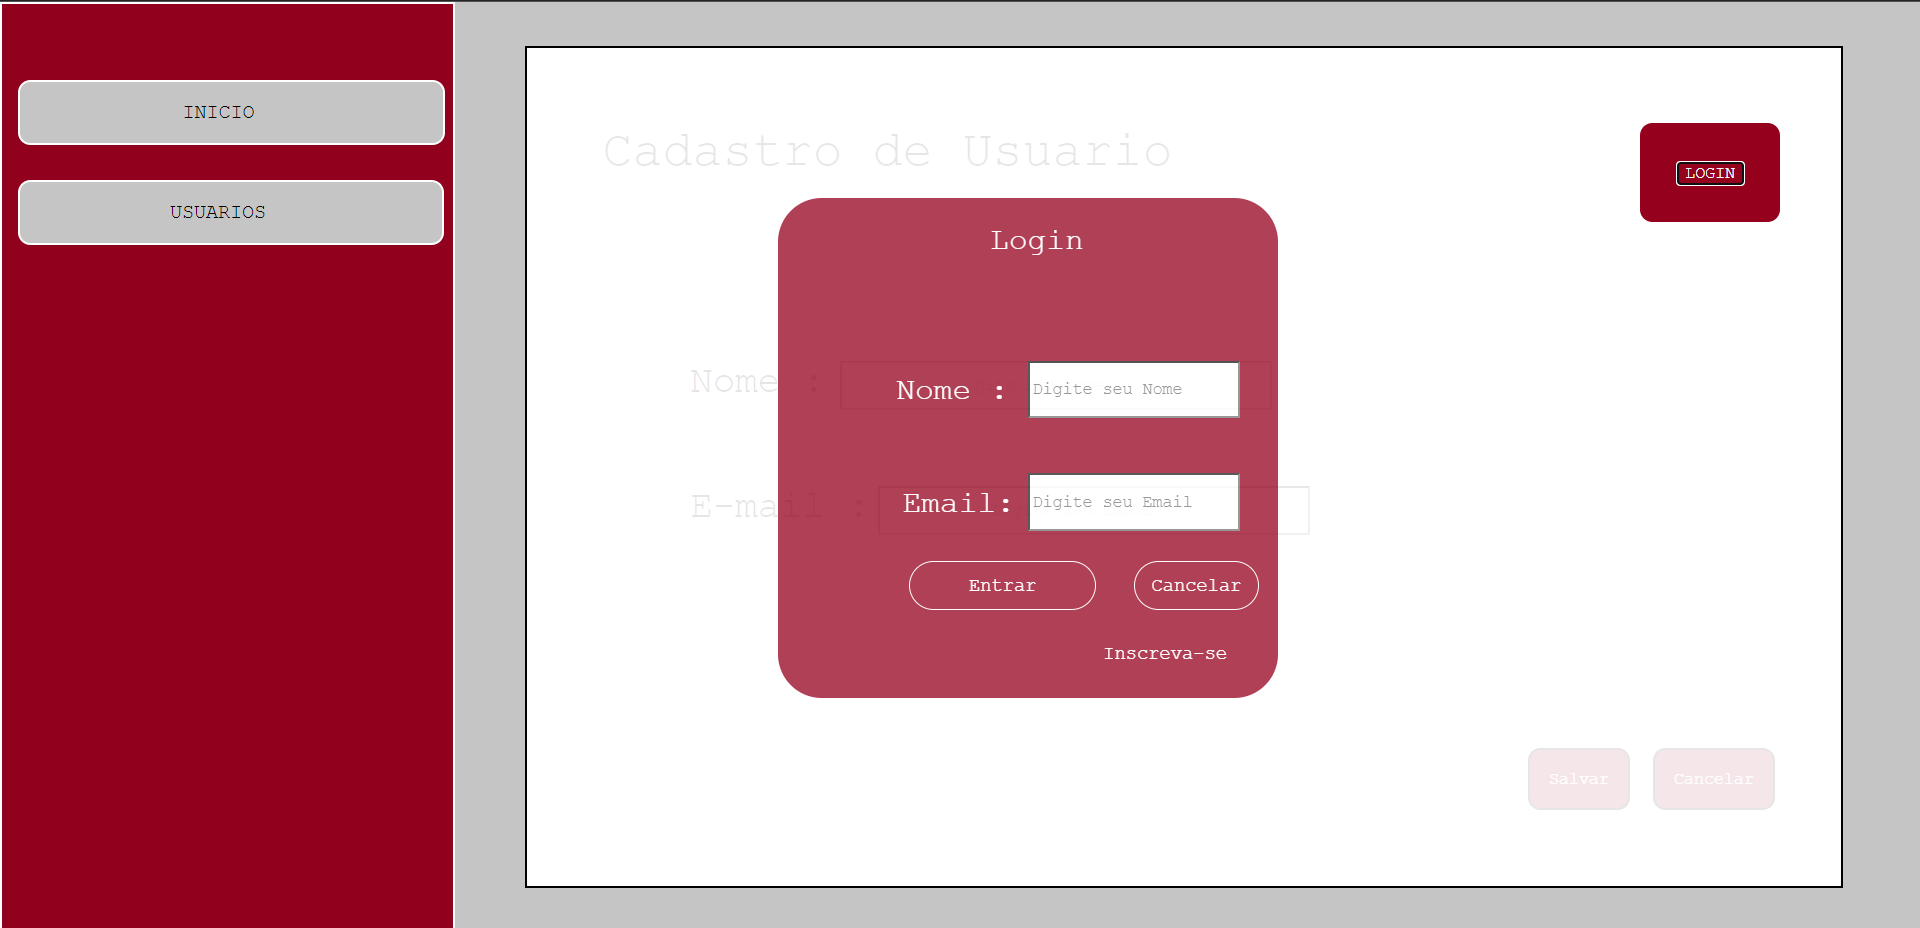 INICIO
USUARIOS
Cadastro de Usuario
LOGIN
Login
Nome :
Nome : Digite seu Nome
E-mail :
Email: Digite seu Email
Entrar Cancelar
Inscreva-se
Salvar Cancelar